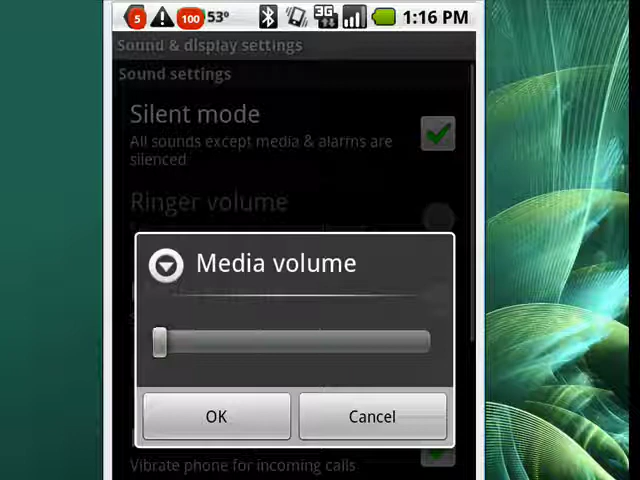 5 100 53° 3G 1:16 PM
Sound & display settings
Sound settings
Silent mode
All sounds except media & alarms are
silenced
Ringer volume
Media volume
OK Cancel
Vibrate phone for incoming calls